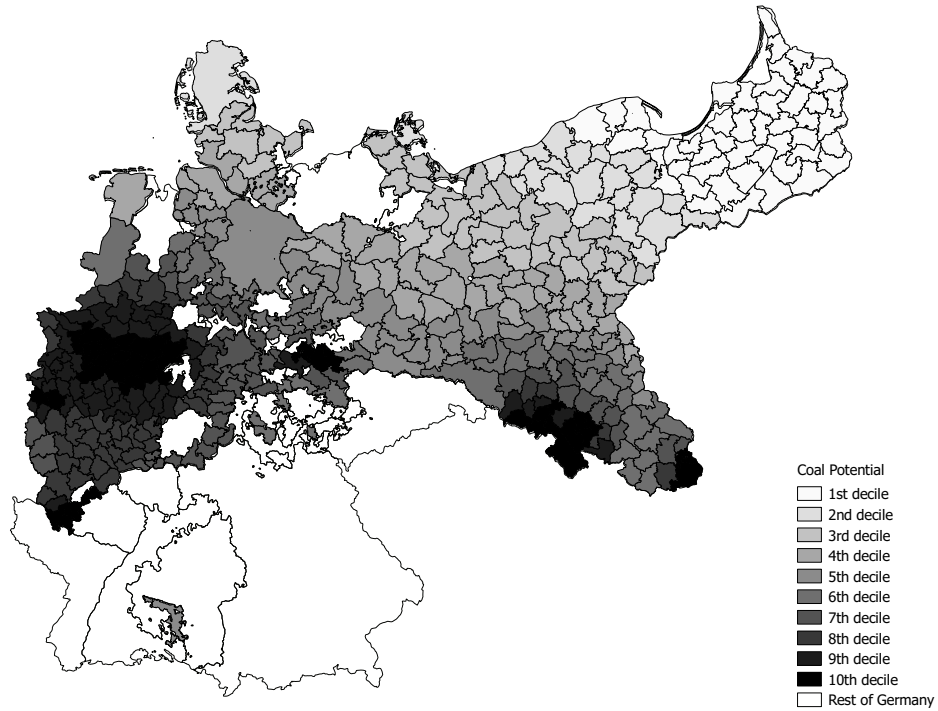 Coal Potential
1st decile
2nd decile
3rd decile
4th decile
5th decile
6th decile
7th decile
8th decile
9th decile
10th decile
Rest of Germany